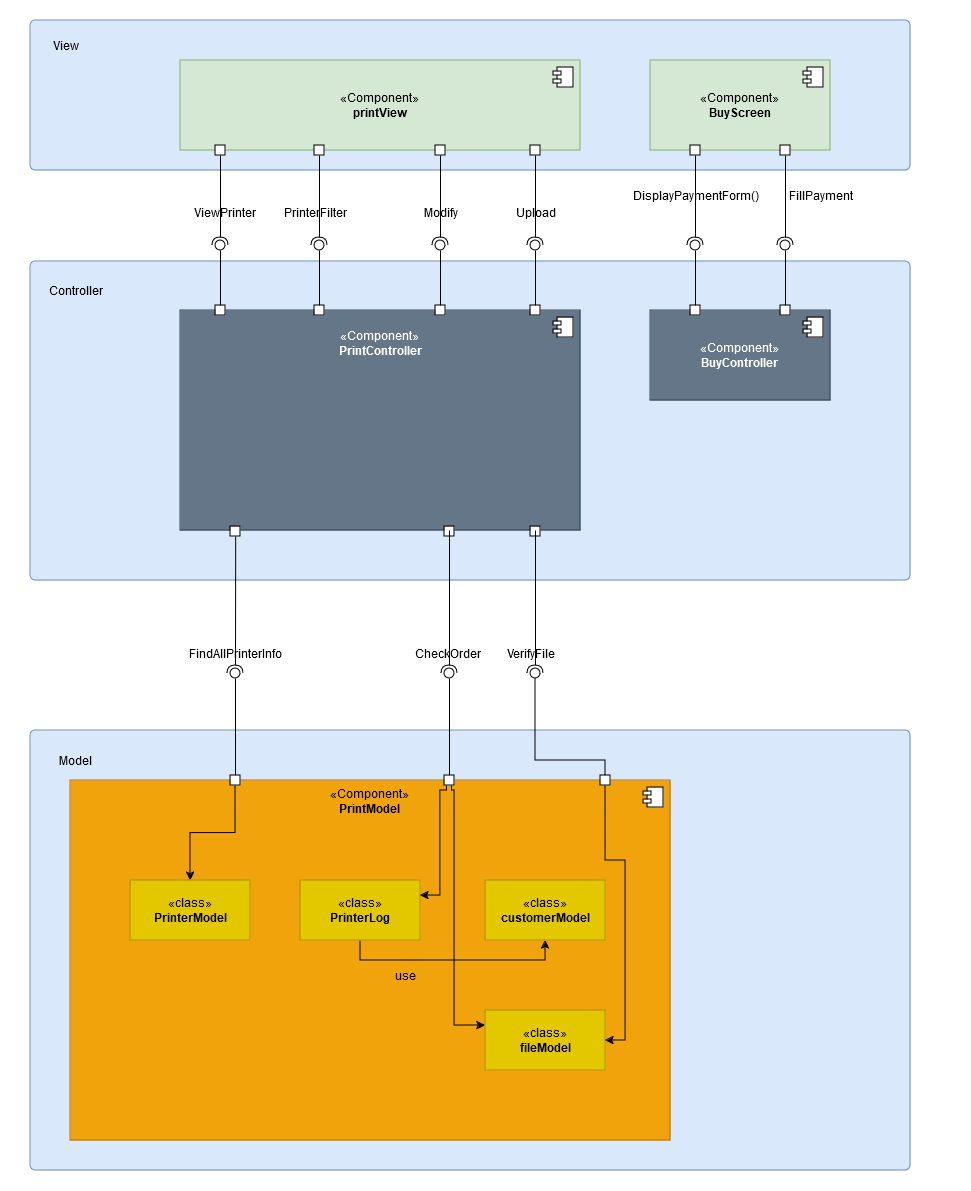 View
«Component»
printView
«Component»
BuyScreen
ViewPrinter
PrinterFilter
Modify
Upload
DisplayPaymentForm()
FillPayment
Controller
«Component»
PrintController
«Component»
BuyController
FindAllPrinterInfo
CheckOrder
VerifyFile
Model
«Component»
PrintModel
«class»
PrinterModel
«class»
PrinterLog
«class»
customerModel
use
«class»
fileModel